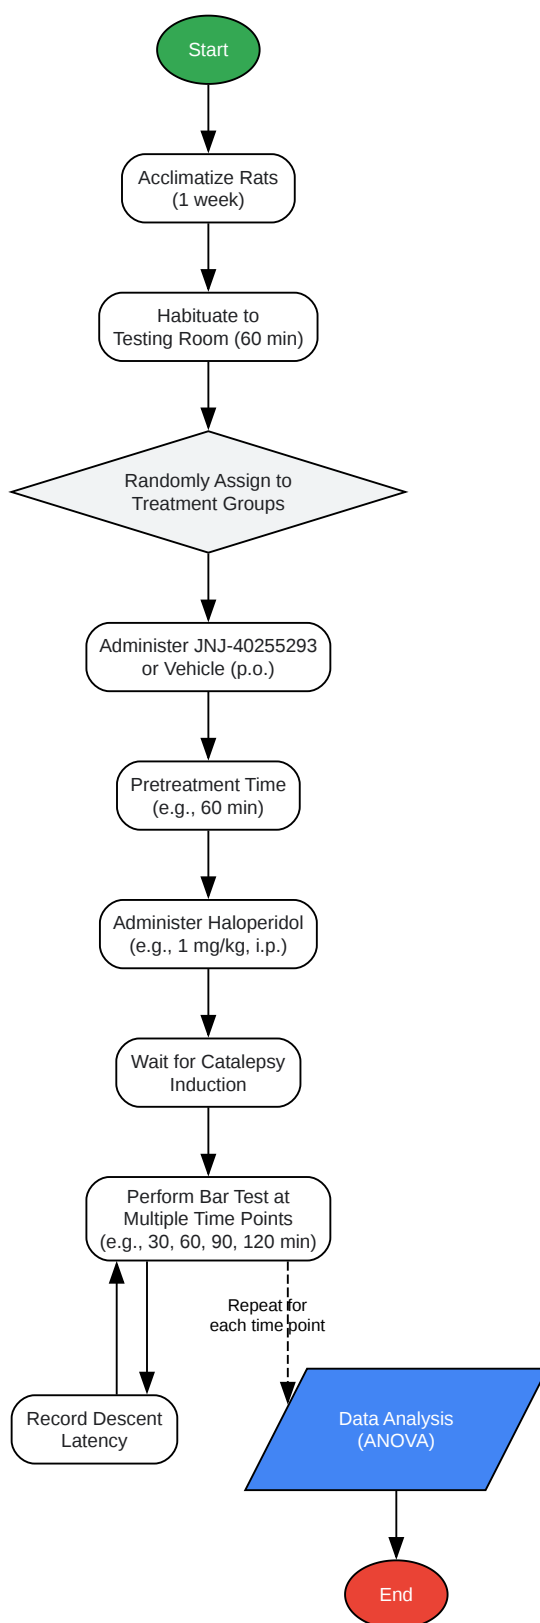 Start
Acclimatize Rats
(1 week)
Habituate to
Testing Room (60 min)
Randomly Assign to
Treatment Groups
Administer JNJ-40255293
or Vehicle (p.o.)
Pretreatment Time
(e.g., 60 min)
Administer Haloperidol
(e.g., 1 mg/kg, i.p.)
Wait for Catalepsy
Induction
Perform Bar Test at
Multiple Time Points
(e.g., 30, 60, 90, 120 min)
Repeat for
each time point
Record Descent
Latency
Data Analysis
(ANOVA)
End